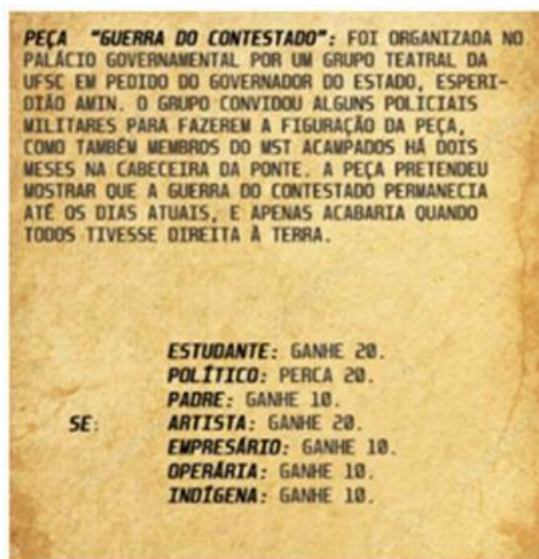 PEÇA "GUERRA DO CONTESTADO": FOI ORGANIZADA NO
PALÁCIO GOVERNAMENTAL POR UM GRUPO TEATRAL DA
UFSC EM PEDIDO DO GOVERNADOR DO ESTADO, ESPERI-
DIÃO AMIN. O GRUPO CONVIDOU ALGUNS POLICIAIS
MILITARES PARA FAZEREM A FIGURAÇÃO DA PEÇA,
COMO TAMBÉM MEMBROS DO MST ACAMPADOS HÁ DOIS
MESES NA CABECEIRA DA PONTE. A PEÇA PRETENDEU
MOSTRAR QUE A GUERRA DO CONTESTADO PERMANECIA
ATÉ OS DIAS ATUAIS, E APENAS ACABARIA QUANDO
TODOS TIVESSE DIREITA À TERRA.
ESTUDANTE: GANHE 20.
POLÍTICO: PERCA 20.
PADRE: GANHE 10.
SE: ARTISTA: GANHE 20.
EMPRESÁRIO: GANHE 10.
OPERÁRIA: GANHE 10.
INDÍGENA: GANHE 10.